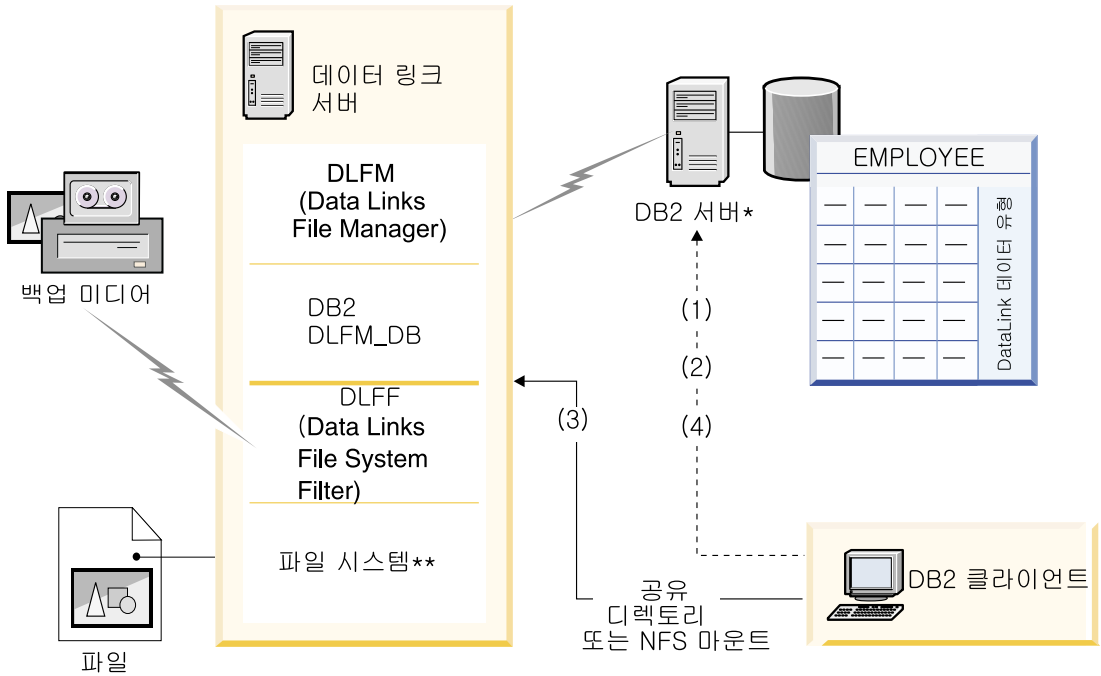 데이터 링크
서버
DLFM
(Data Links
File Manager)
DB2
DLFM_DB
DLFF
(Data Links
File System
Filter)
파일 시스템**
백업 미디어
파일
DB2 서버*
EMPLOYEE
DataLink 데이터 유형
(1)
(2)
(3)
(4)
공유
디렉토리
또는 NFS 마운트
DB2 클라이언트